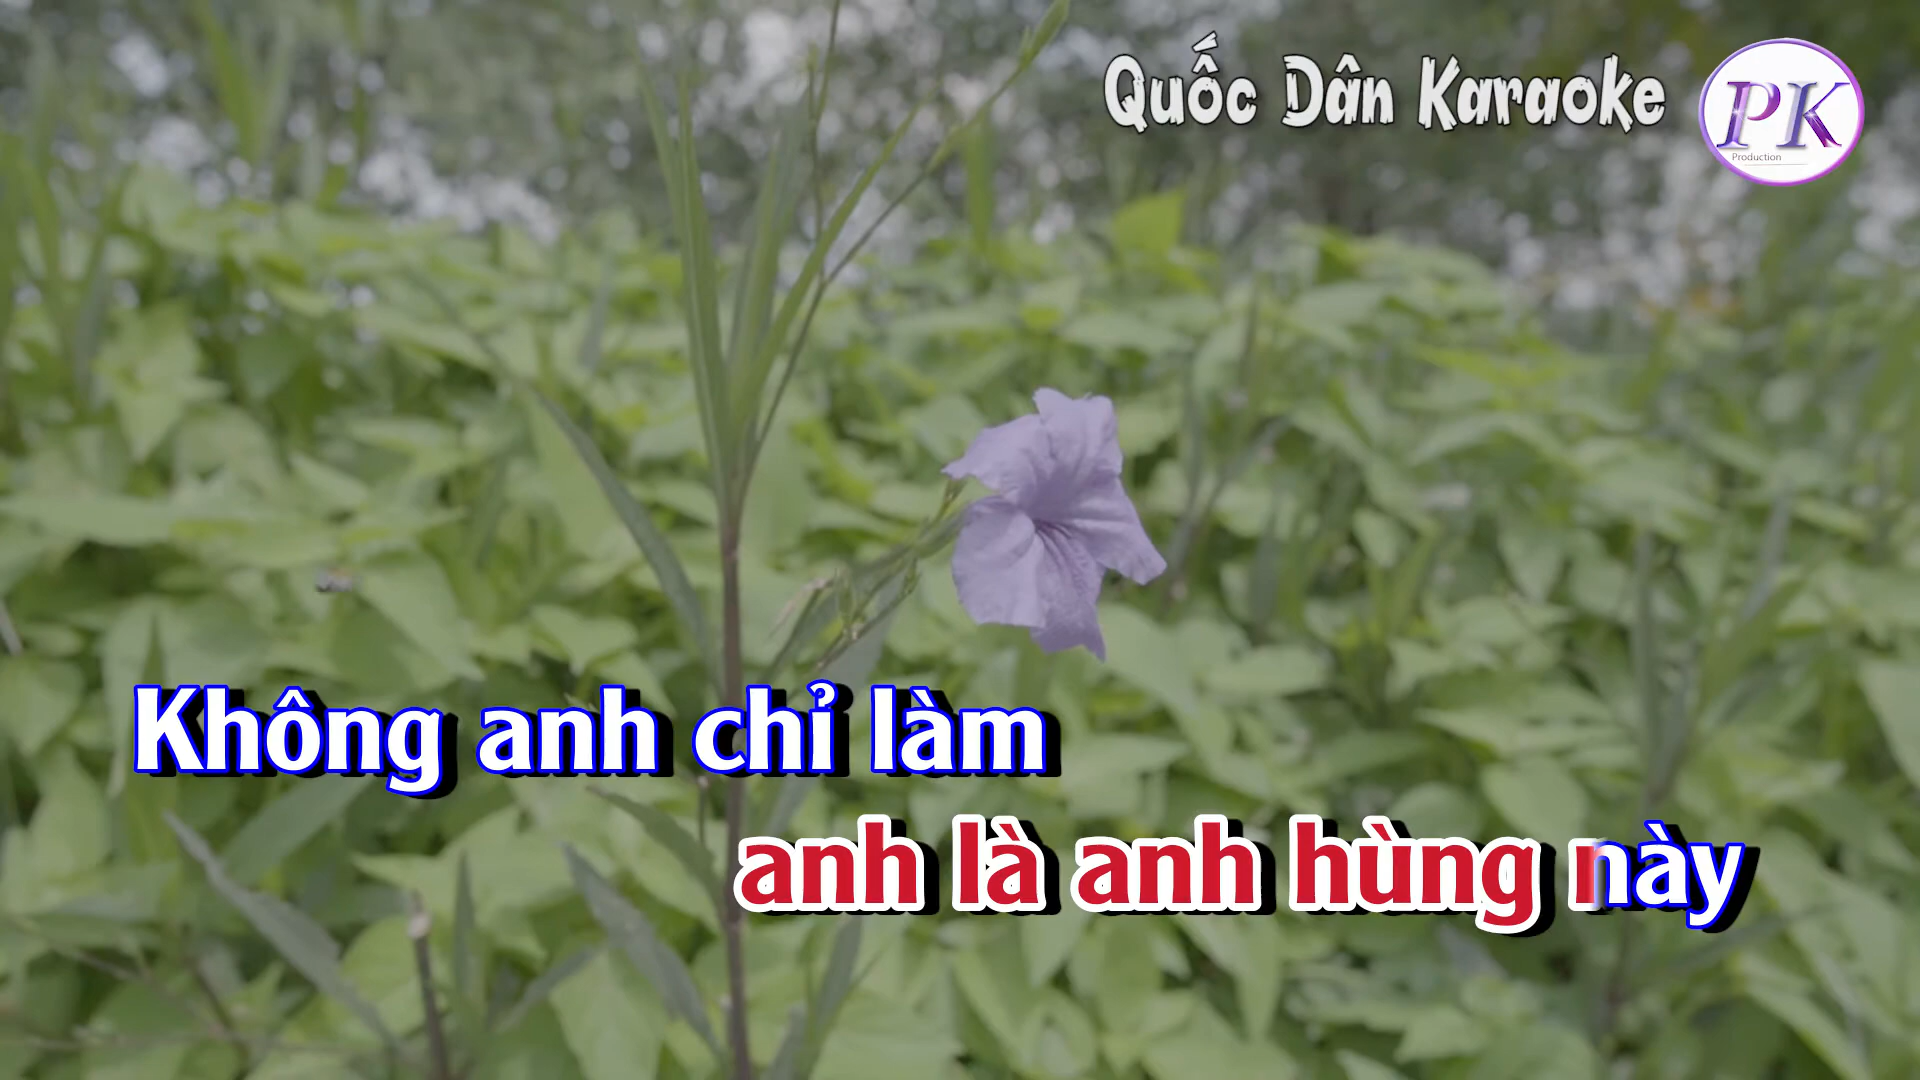 Quốc Dân Karaoke
PK
Production
Không anh chỉ làm
anh là anh hùng này